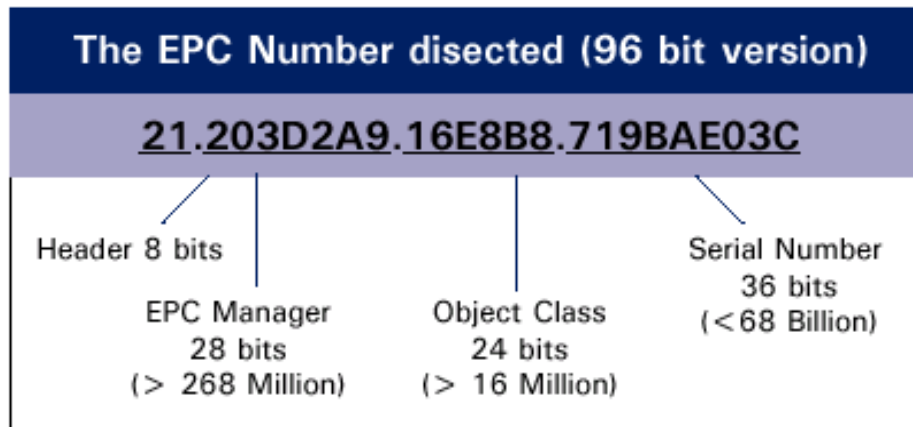 The EPC Number disected (96 bit version)
21.203D2A9.16E8B8.719BAE03C
Header 8 bits
EPC Manager
28 bits
(> 268 Million)
Object Class
24 bits
(> 16 Million)
Serial Number
36 bits
(<68 Billion)